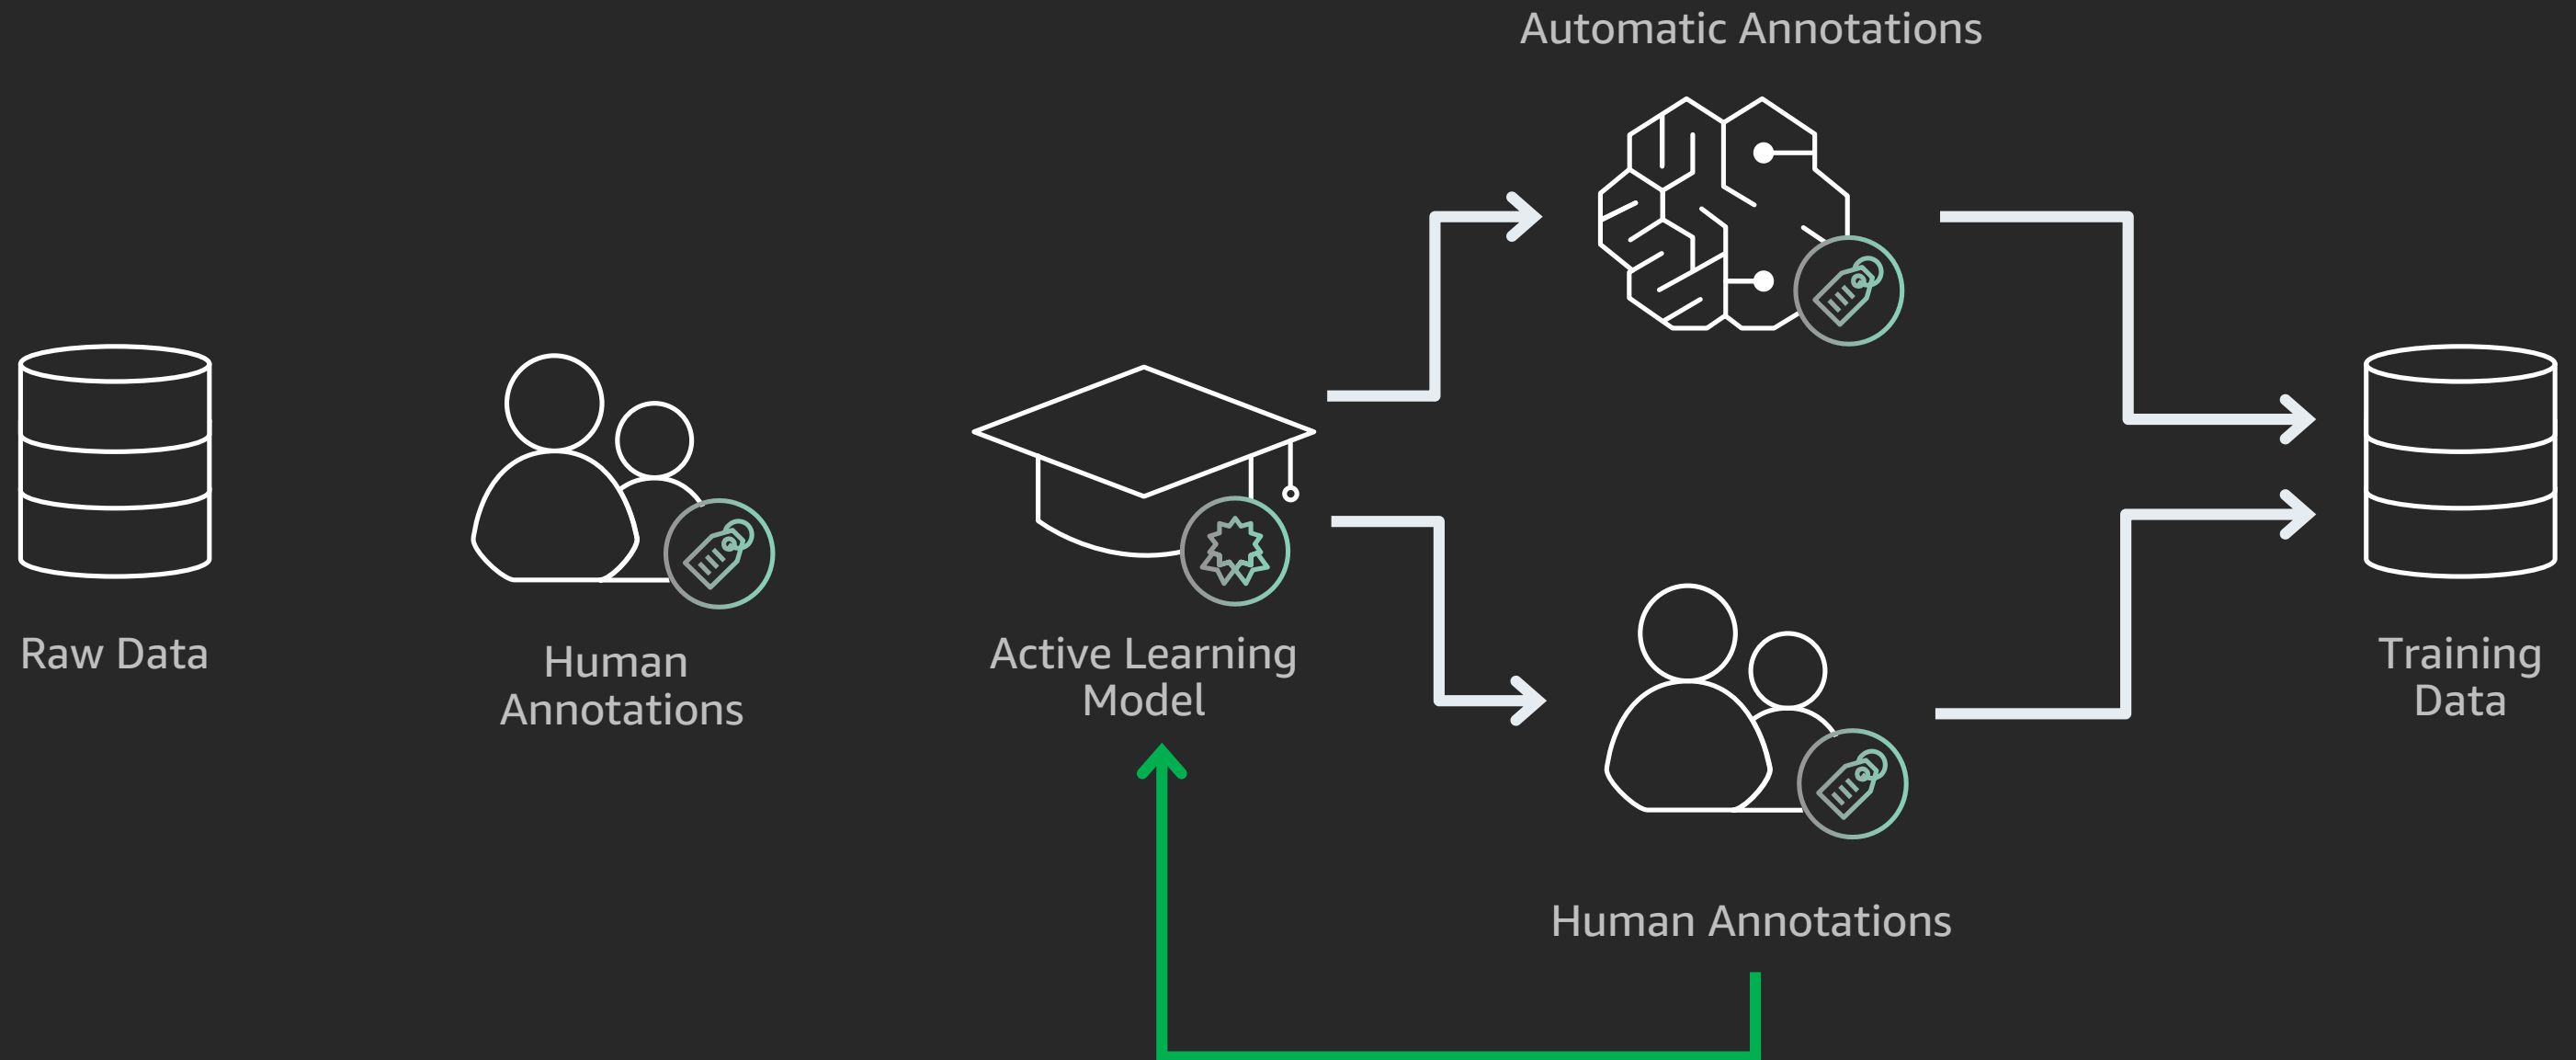 Automatic Annotations
Raw Data
Human
Annotations
Active Learning
Model
Human Annotations
Training
Data